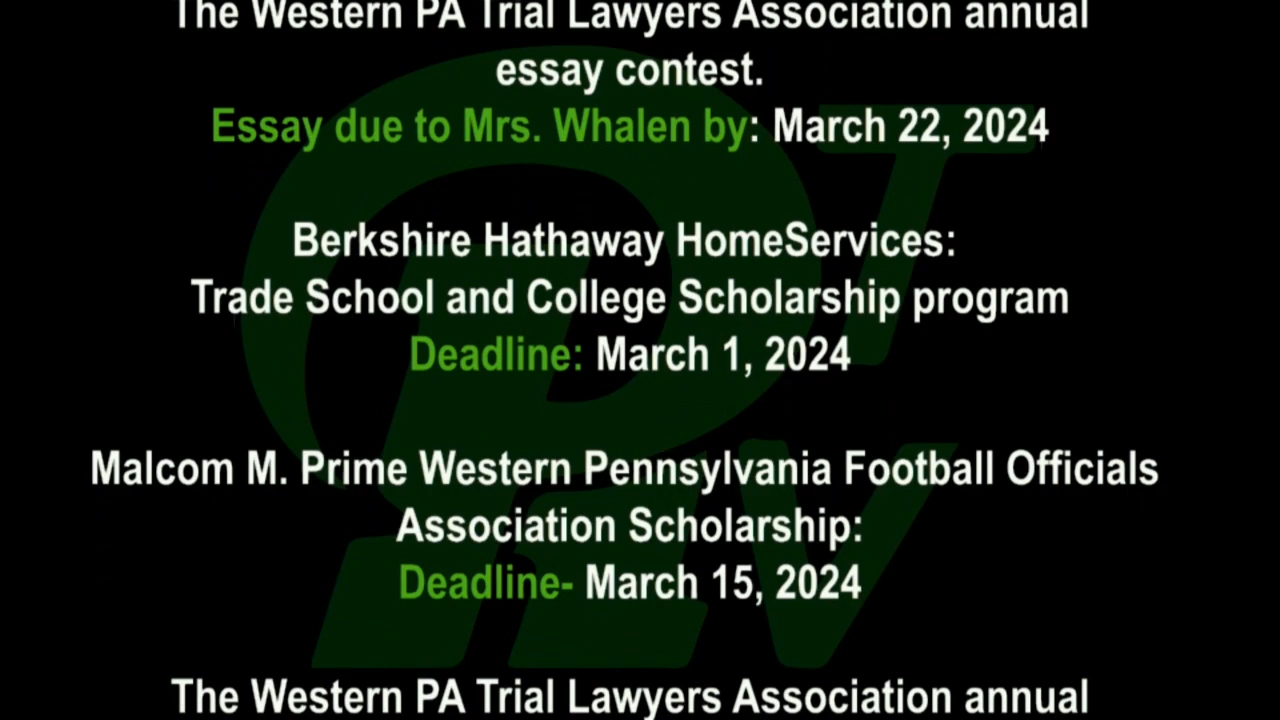 The Western PA Trial Lawyers Association annual
essay contest.
Essay due to Mrs. Whalen by: March 22, 2024
Berkshire Hathaway HomeServices:
Trade School and College Scholarship program
Deadline: March 1, 2024
Malcom M. Prime Western Pennsylvania Football Officials
Association Scholarship:
Deadline- March 15, 2024
The Western PA Trial Lawyers Association annual